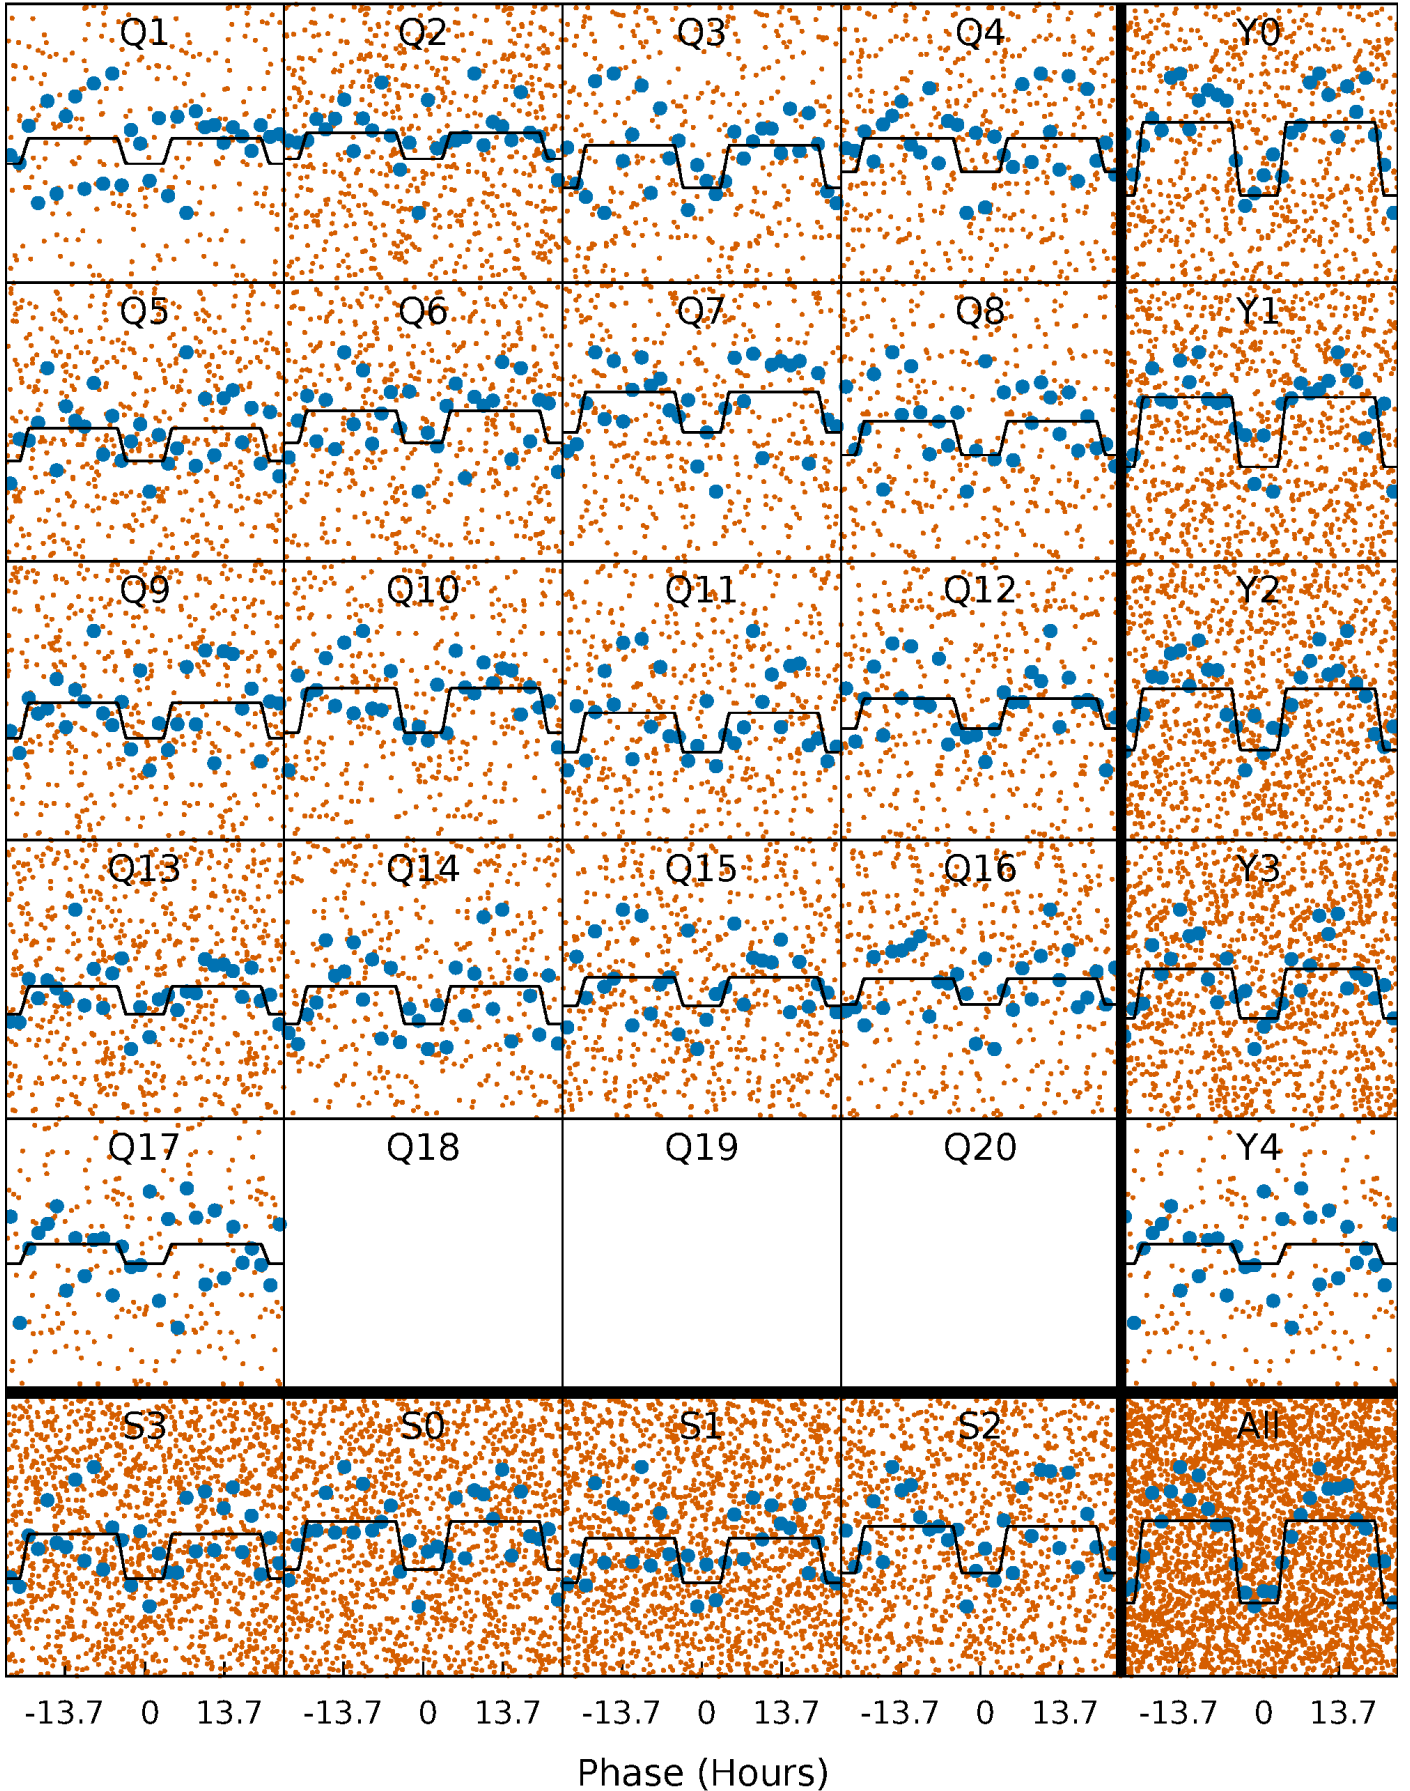 Q1 Q2 Q3 Q4 Y0
Q5 Q6 Q7 Q8 Y1
Q9 Q10 Q11 Q12 Y2
Q13 Q14 Q15 Q16 Y3
Q17 Q18 Q19 Q20 Y4
S3 S0 S1 S2 All
-13.7 0 13.7 -13.7 0 13.7 -13.7 0 13.7 -13.7 0 13.7 -13.7 0 13.7
Phase (Hours)